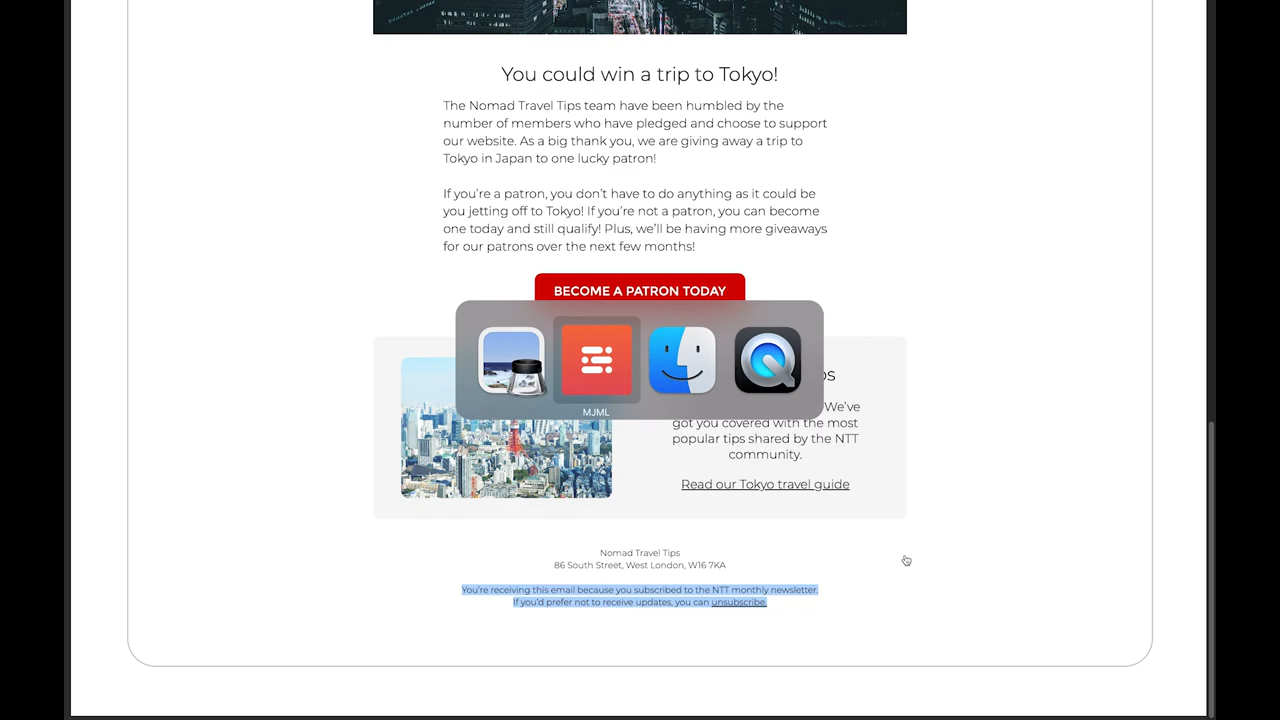 You could win a trip to Tokyo!
The Nomad Travel Tips team have been humbled by the
number of members who have pledged and choose to support
our website. As a big thank you, we are giving away a trip to
Tokyo in Japan to one lucky patron!
If you're a patron, you don't have to do anything as it could be
you jetting off to Tokyo! If you're not a patron, you can become
one today and still qualify! Plus, we'll be having more giveaways
for our patrons over the next few months!
BECOME A PATRON TODAY
MJML
We've
got you covered with the most
popular tips shared by the NTT
community.
Read our Tokyo travel guide
Nomad Travel Tips
86 South Street, West London, W16 7KA
You're receiving this email because you subscribed to the NTT monthly newsletter.
If you'd prefer not to receive updates, you can unsubscribe.